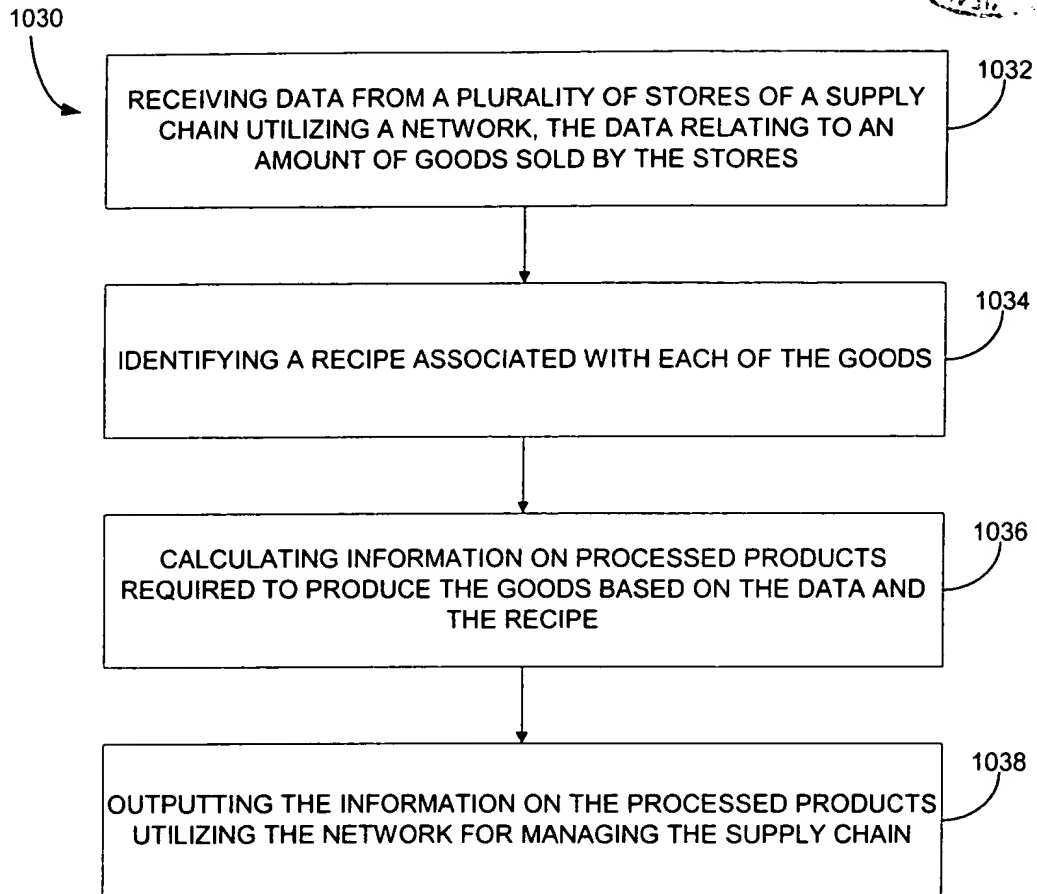 1030
1032
RECEIVING DATA FROM A PLURALITY OF STORES OF A SUPPLY
CHAIN UTILIZING A NETWORK, THE DATA RELATING TO AN
AMOUNT OF GOODS SOLD BY THE STORES
1034
IDENTIFYING A RECIPE ASSOCIATED WITH EACH OF THE GOODS
1036
CALCULATING INFORMATION ON PROCESSED PRODUCTS
REQUIRED TO PRODUCE THE GOODS BASED ON THE DATA AND
THE RECIPE
1038
OUTPUTTING THE INFORMATION ON THE PROCESSED PRODUCTS
UTILIZING THE NETWORK FOR MANAGING THE SUPPLY CHAIN